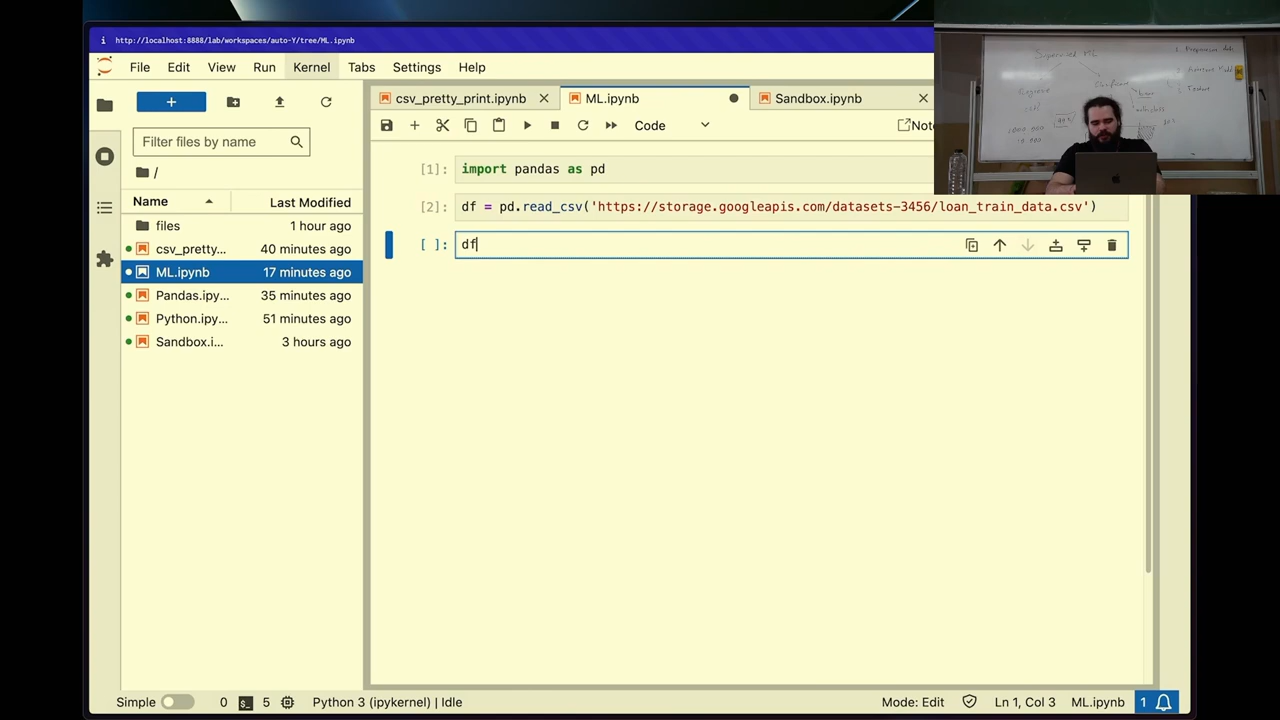 http://localhost:8888/lab/workspaces/auto-Y/tree/ML.ipynb
File Edit View Run Kernel Tabs Settings Help
csv_pretty_print.ipynb
ML.ipynb
Sandbox.ipynb
Code
Note
Filter files by name
/
Name
Last Modified
files 1 hour ago
csv_pretty... 40 minutes ago
ML.ipynb 17 minutes ago
Pandas.ipy... 35 minutes ago
Python.ipy... 51 minutes ago
Sandbox.i... 3 hours ago
[1]: import pandas as pd
[2]: df = pd.read_csv('https://storage.googleapis.com/datasets-3456/loan_train_data.csv')
[ ]: df
Supervised ML
Simple 0 5 Python 3 (ipykernel) | Idle
Mode: Edit Ln 1, Col 3 ML.ipynb 1